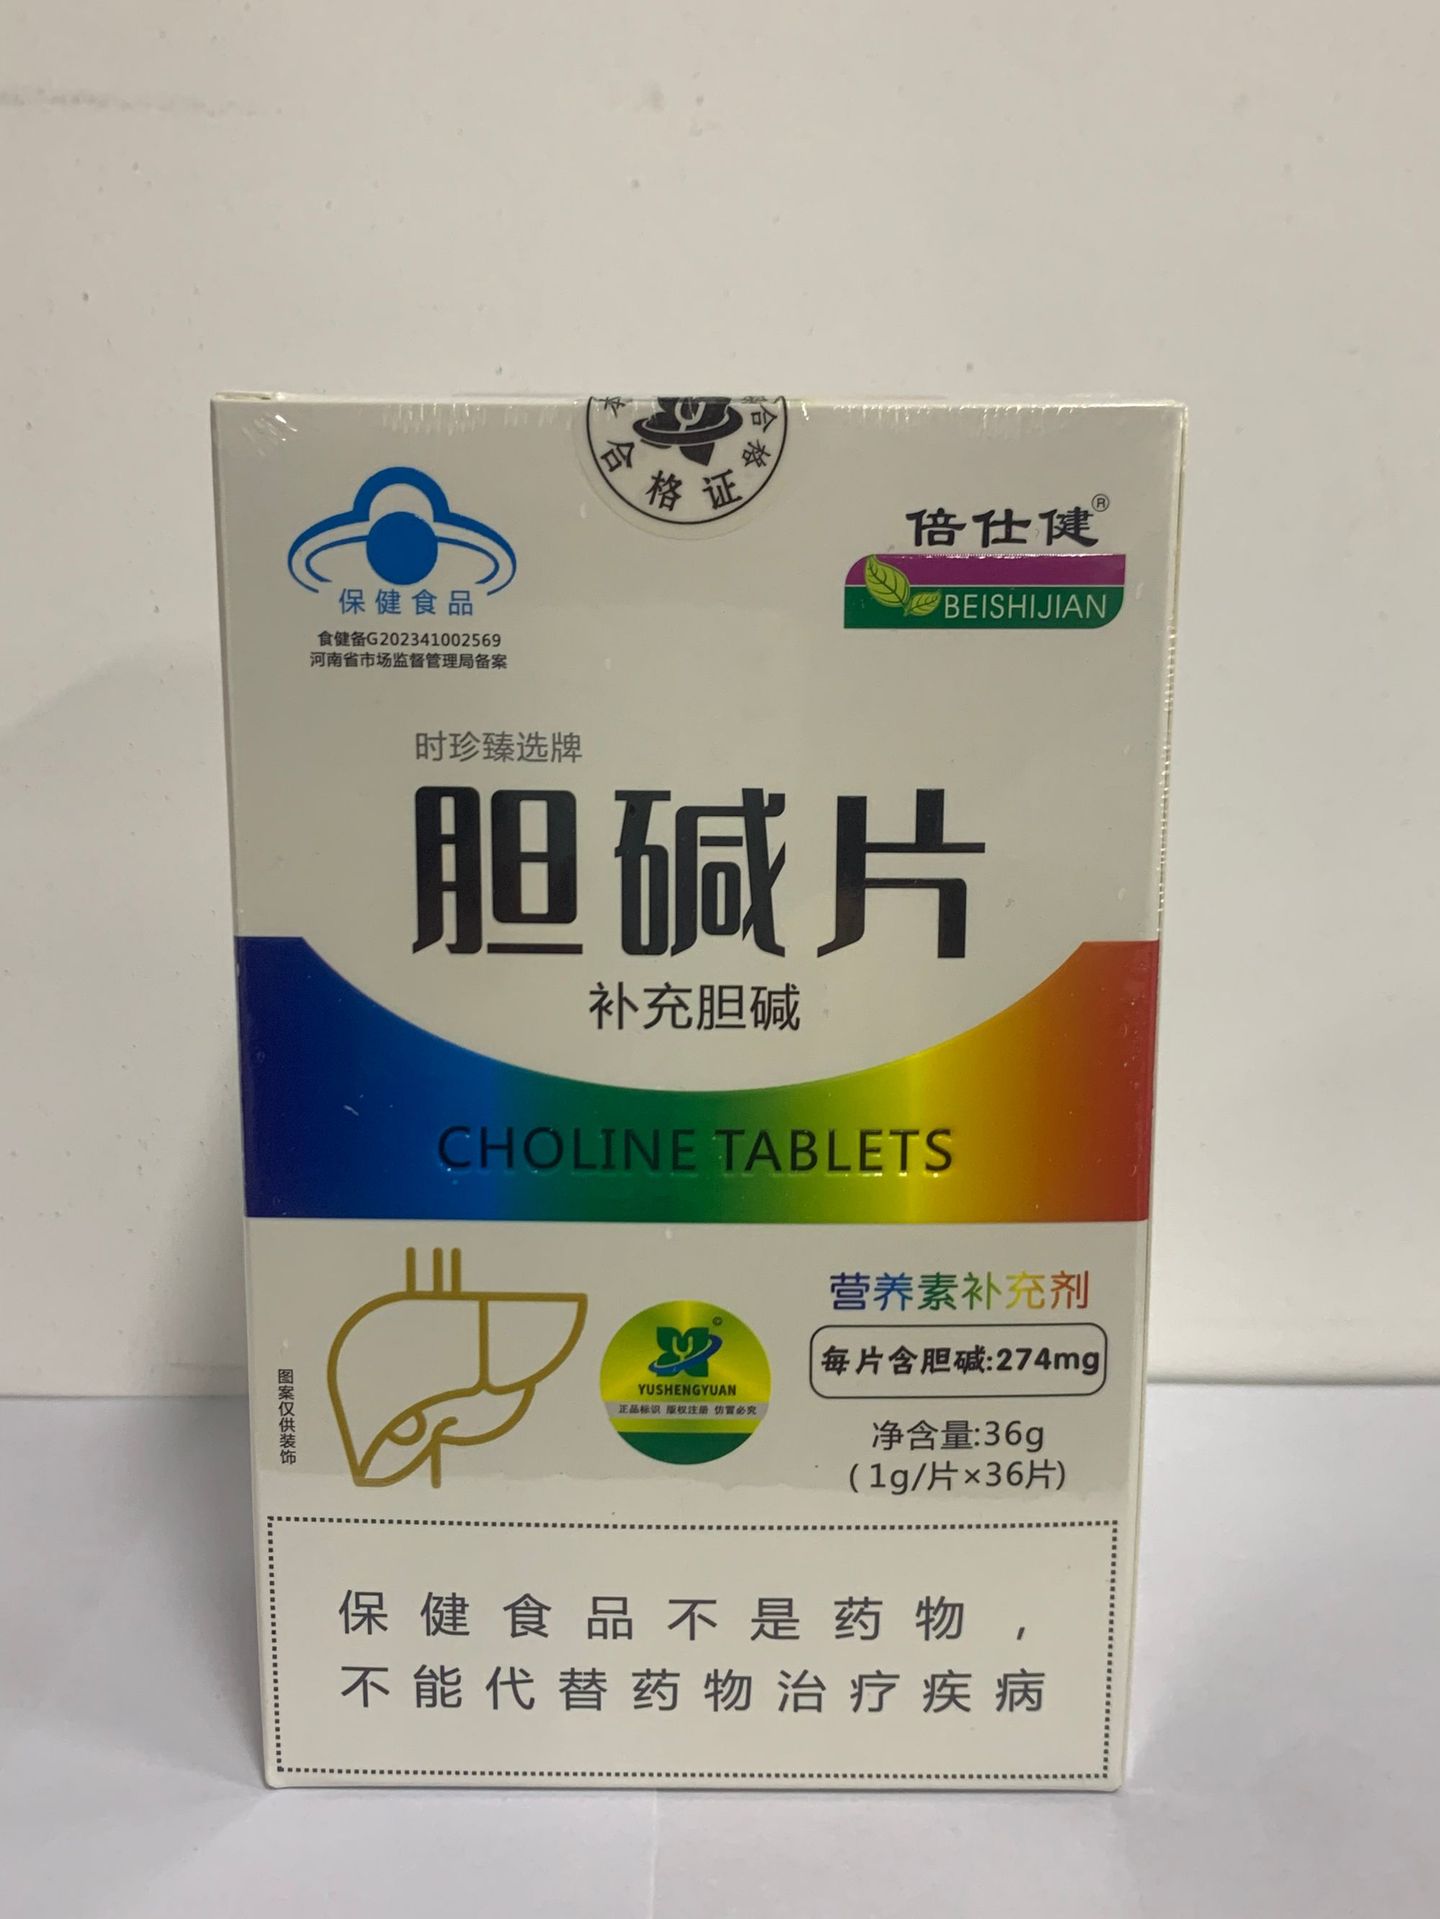 合格证
保健食品
食健备G202341002569
河南省市场监督管理局备案
倍仕健®
BEISHIJIAN
时珍臻选牌
胆碱片
补充胆碱
CHOLINE TABLETS
图案仅供装饰
©
YUSHENGYUAN
正品标识 版权注册 仿冒必究
营养素补充剂
每片含胆碱:274mg
净含量:36g
(1g/片×36片)
保健食品不是药物，
不能代替药物治疗疾病